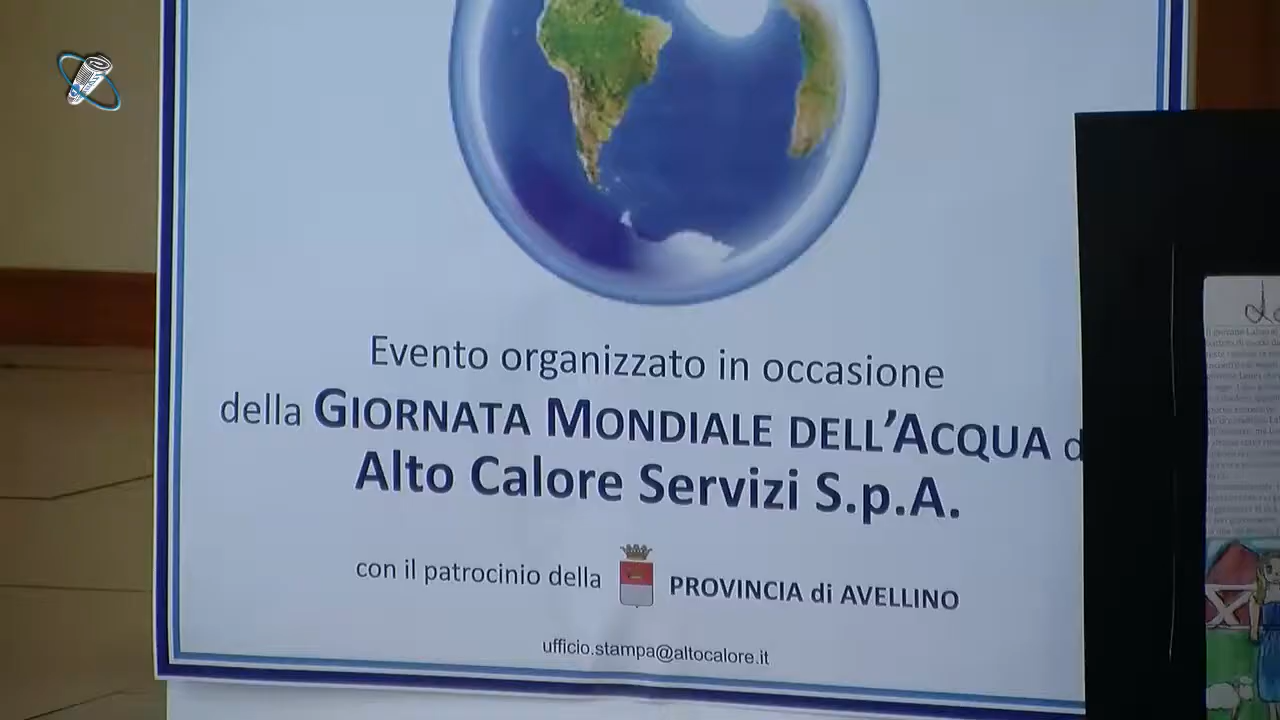 Evento organizzato in occasione
della GIORNATA MONDIALE DELL'ACQUA d
Alto Calore Servizi S.p.A.
con il patrocinio della PROVINCIA di AVELLINO
ufficio.stampa@altocalore.it